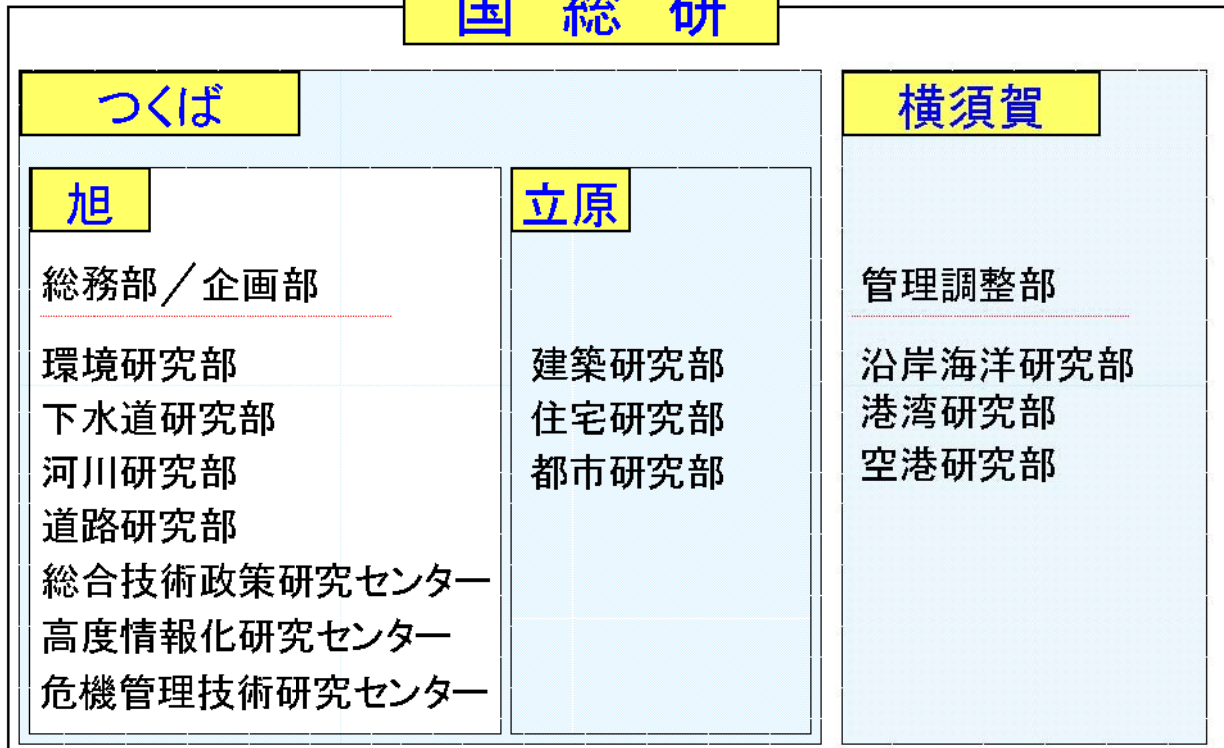 国総研
つくば
旭
総務部／企画部
環境研究部
下水道研究部
河川研究部
道路研究部
総合技術政策研究センター
高度情報化研究センター
危機管理技術研究センター
立原
建築研究部
住宅研究部
都市研究部
横須賀
管理調整部
沿岸海洋研究部
港湾研究部
空港研究部